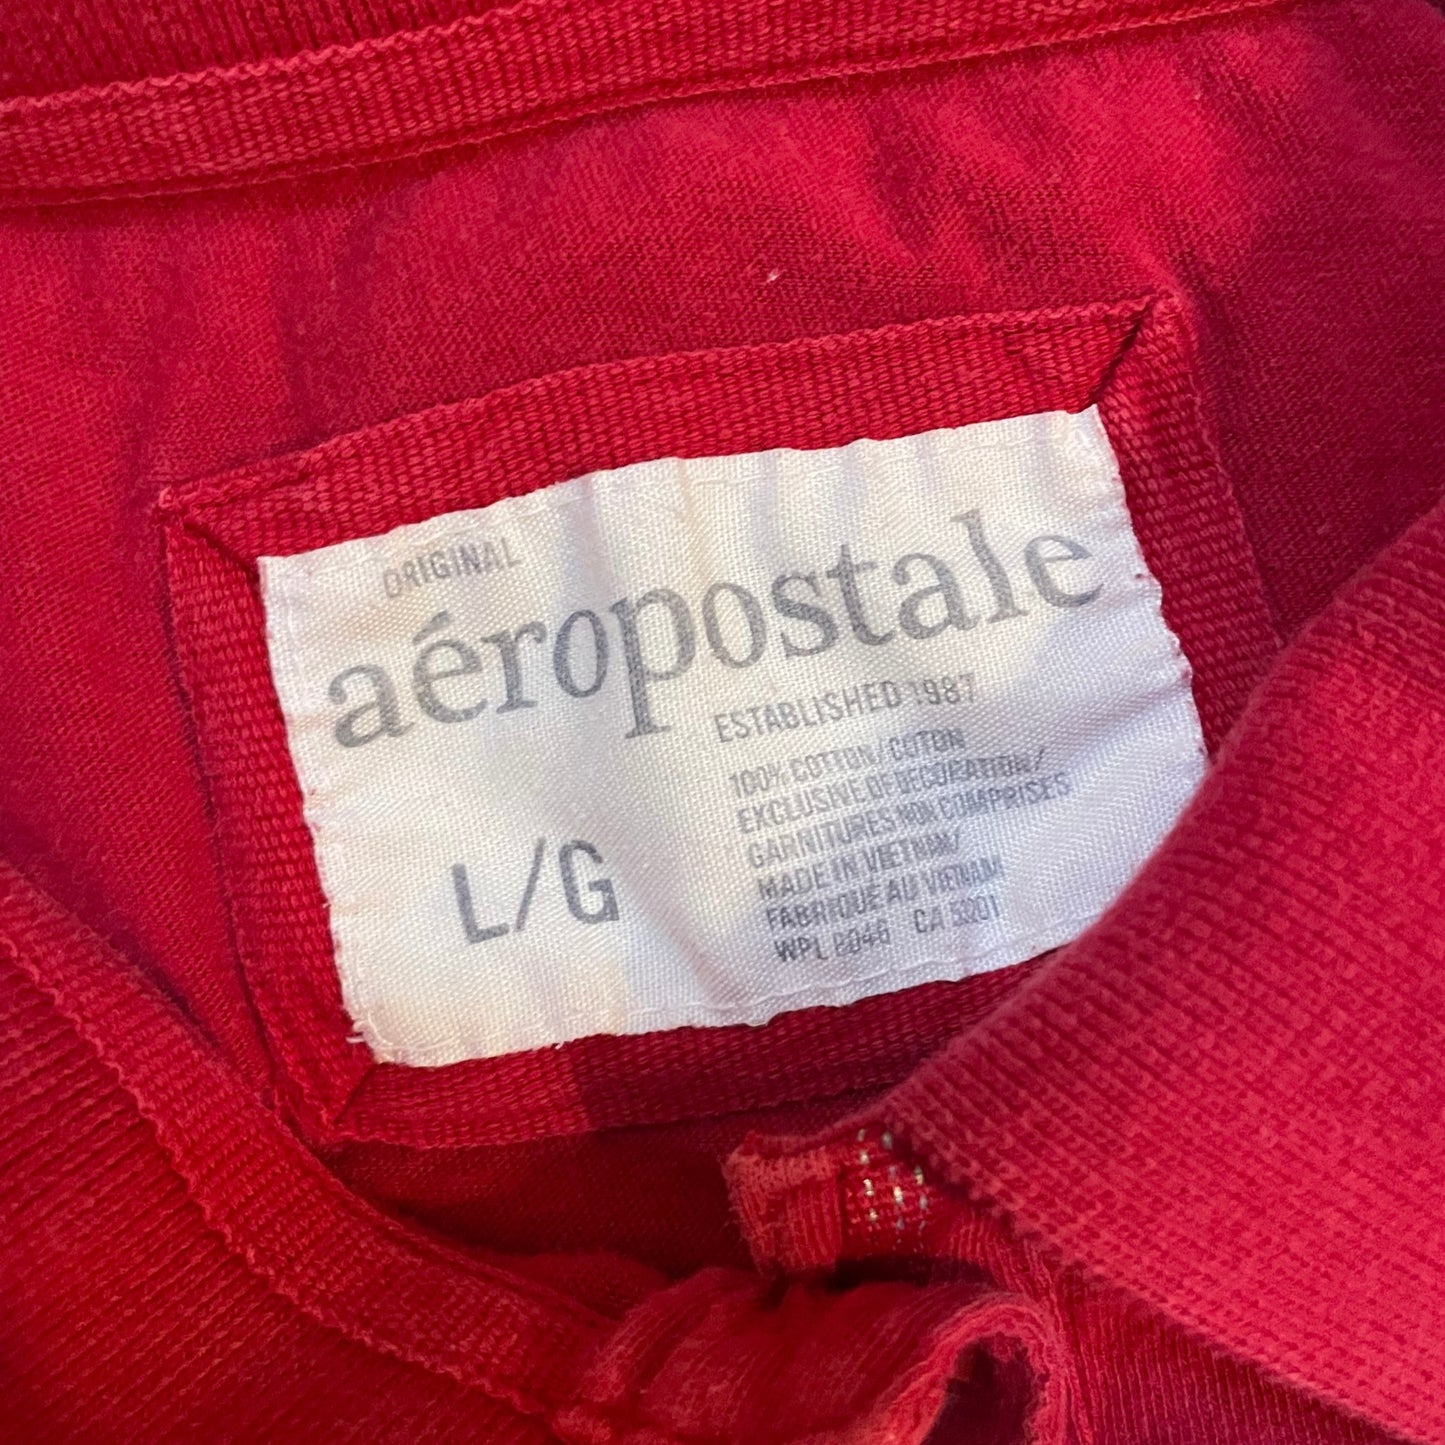 ORIGINAL
aéropostale
ESTABLISHED 1987
L/G
100% COTTON/COTON
EXCLUSIVE OF DECORATION/
GARNITURES NON COMPRISES
MADE IN VIETNAM/
FABRIQUÉ AU VIETNAM
WPL 8046 CA 53201